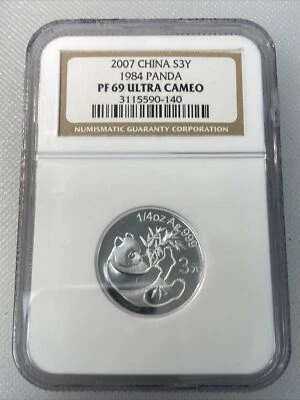 2007 CHINA S3Y
1984 PANDA
PF 69 ULTRA CAMEO
3115590-140
NUMISMATIC GUARANTY CORPORATION
1/4oz Ag.999
3元